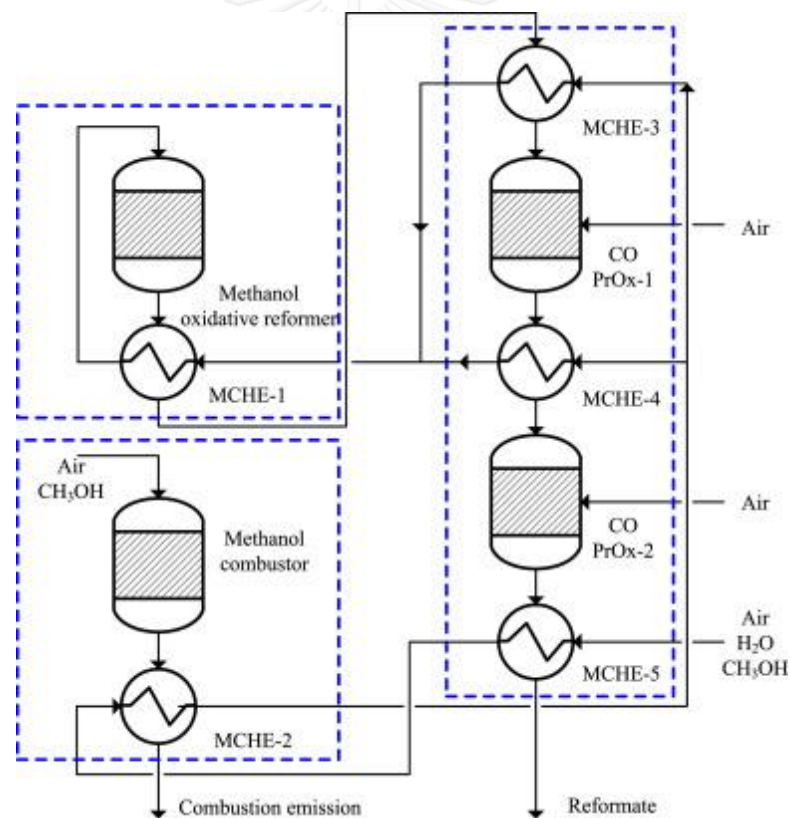 MCHE-3
Air
CO
PrOx-1
Methanol
oxidative reformer
MCHE-1
MCHE-4
Air
CH₃OH
Methanol
combustor
Air
CO
PrOx-2
Air
H₂O
CH₃OH
MCHE-5
MCHE-2
Combustion emission
Reformate